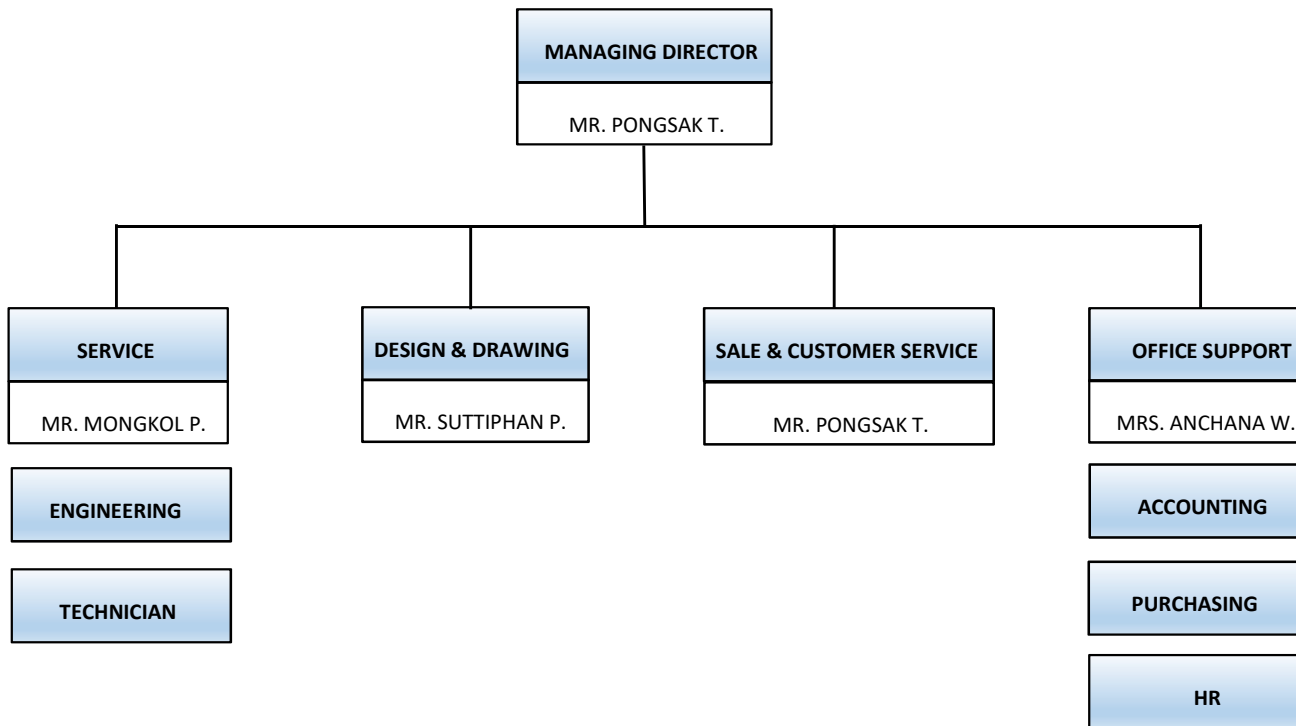 MANAGING DIRECTOR
MR. PONGSAK T.
SERVICE
MR. MONGKOL P.
ENGINEERING
TECHNICIAN
DESIGN & DRAWING
MR. SUTTIPHAN P.
SALE & CUSTOMER SERVICE
MR. PONGSAK T.
OFFICE SUPPORT
MRS. ANCHANA W.
ACCOUNTING
PURCHASING
HR